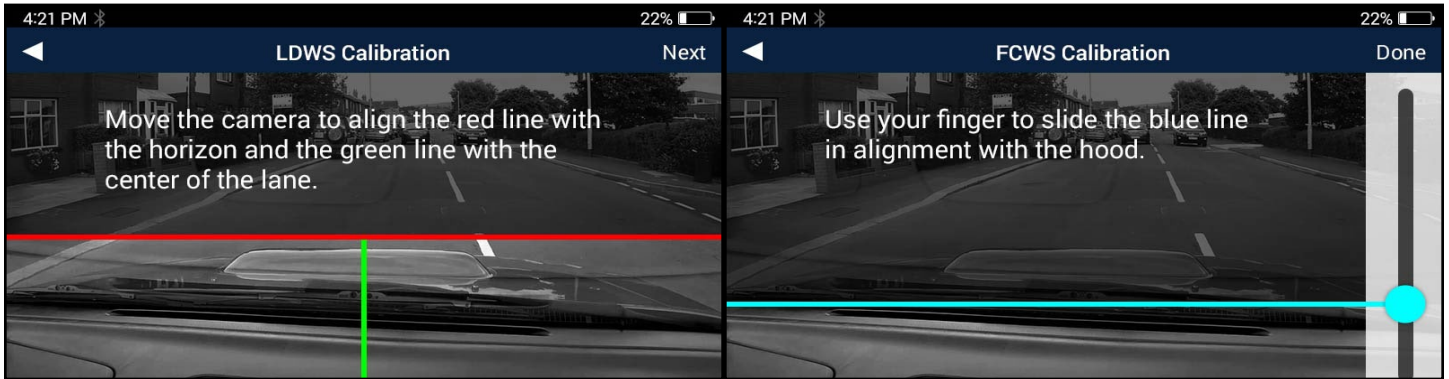 4:21 PM
22%
LDWS Calibration
Next
Move the camera to align the red line with
the horizon and the green line with the
center of the lane.
4:21 PM
22%
FCWS Calibration
Done
Use your finger to slide the blue line
in alignment with the hood.